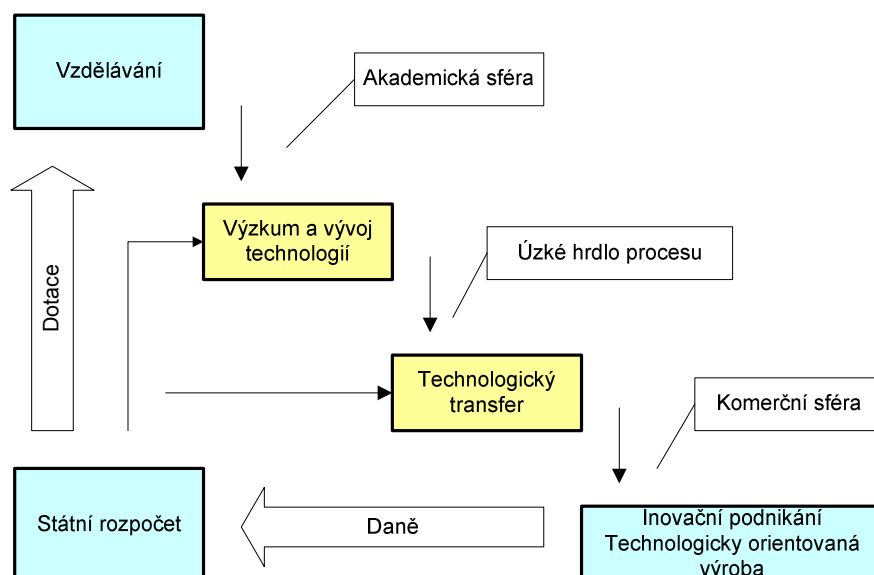 Vzdělávání
Akademická sféra
Výzkum a vývoj
technologií
Úzké hrdlo procesu
Dotace
Technologický
transfer
Komerční sféra
Státní rozpočet
Daně
Inovační podnikání
Technologicky orientovaná
výroba